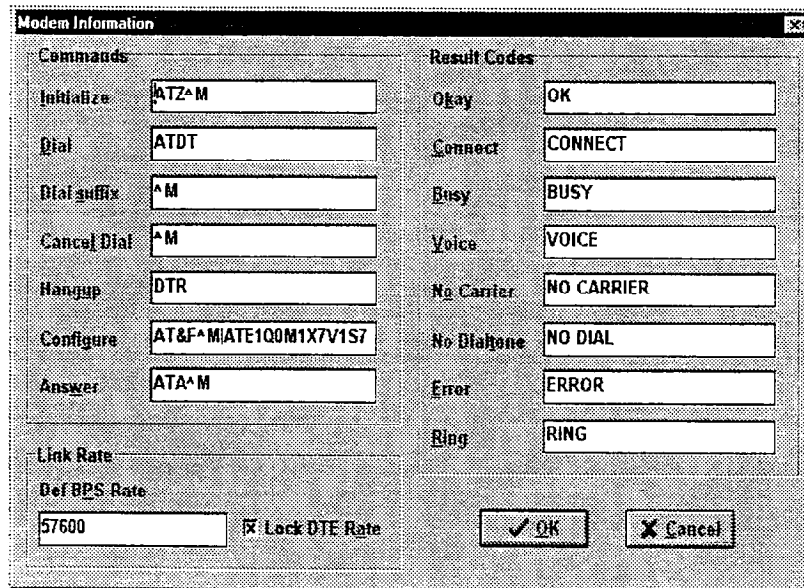 Modem Information
Commands
Initialize ATZ^M
Dial ATDT
Dial suffix ^M
Cancel Dial ^M
Hangup DTR
Configure AT&F^M|ATE1Q0M1X7V1S7
Answer ATA^M
Link Rate
Def BPS Rate
57600
Lock DTE Rate
Result Codes
Okay OK
Connect CONNECT
Busy BUSY
Voice VOICE
No Carrier NO CARRIER
No Dialtone NO DIAL
Error ERROR
Ring RING
OK
Cancel